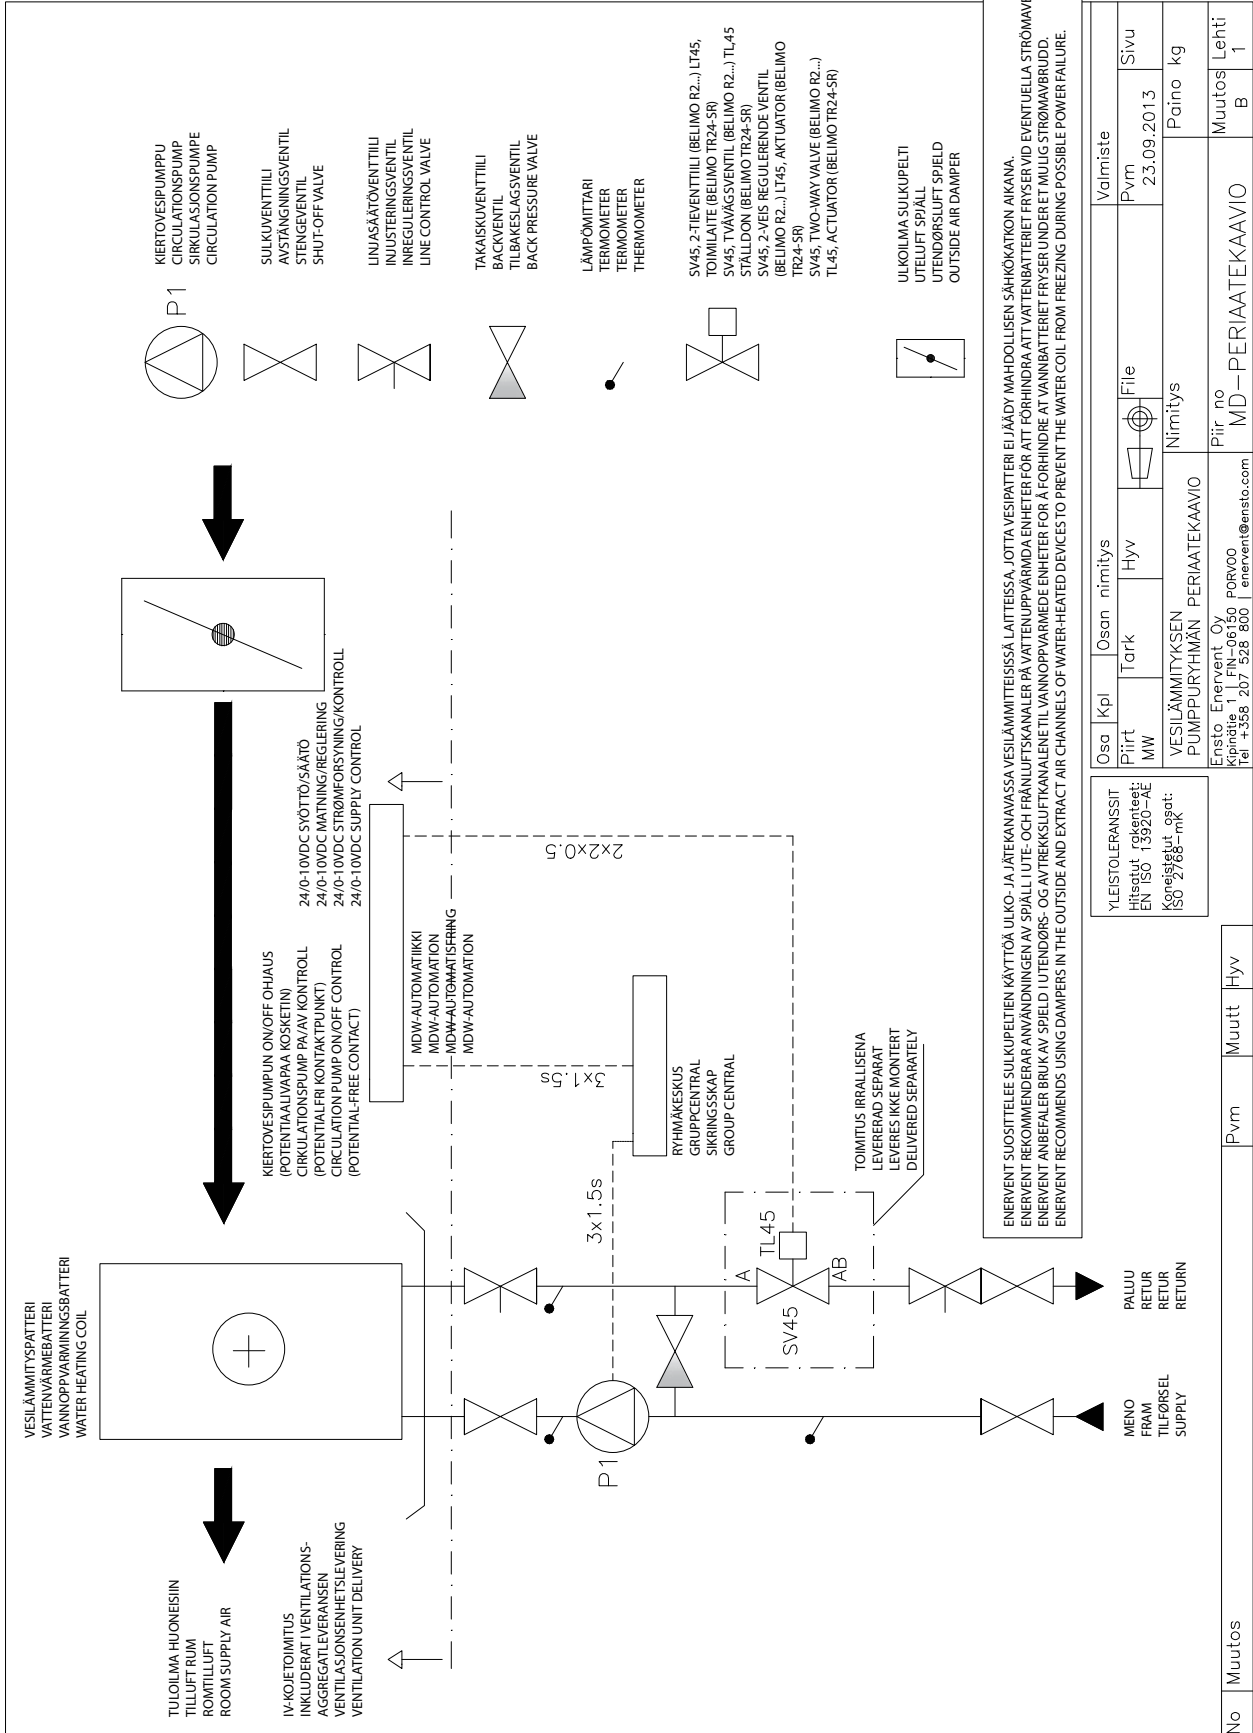 VESILÄMMITYSPATTERI
VATTENVÄRMEBATTERI
VANNOPPVARMINNGSBATTERI
WATER HEATING COIL
TULOILMA HUONEISIIN
TILLUFT RUM
ROMTILLUFT
ROOM SUPPLY AIR
IV-KOJETOIMITUS
INKLUDERAT I VENTILATIONS-
AGGREGATLEVERANSEN
VENTILASJONSENHETSLEVERING
VENTILATION UNIT DELIVERY
KIERTOVESIPUMPUN ON/OFF OHJAUS
(POTENTIAALIVAPAA KOSKETIN)
CIRKULATIONSPUMP PA/AV KONTROLL
(POTENTIALFRI KONTAKTPUNKT)
CIRCULATION PUMP ON/OFF CONTROL
(POTENTIAL-FREE CONTACT)
24/0-10VDC SYÖTTÖ/SÄÄTÖ
24/0-10VDC MATNING/REGLERING
24/0-10VDC STRØMFORSYNING/KONTROLL
24/0-10VDC SUPPLY CONTROL
MDW-AUTOMATIIKKI
MDW-AUTOMATION
MDW-AUTOMATISERING
MDW-AUTOMATION
3x1.5s
2x2x0.5
RYHMÄKESKUS
GRUPPCENTRAL
SIKRINGSSKAP
GROUP CENTRAL
3x1.5s
P1
A
TL45
SV45
AB
TOIMITUS IRRALLISENA
LEVERERAD SEPARAT
LEVERES IKKE MONTERT
DELIVERED SEPARATELY
MENO
FRAM
TILFØRSEL
SUPPLY
PALUU
RETUR
RETUR
RETURN
P1
KIERTOVESIPUMPPU
CIRCULATIONSPUMP
SIRKULASJONSPUMPE
CIRCULATION PUMP
SULKUVENTTIILI
AVSTÄNGNINGSVENTIL
STENGEVENTIL
SHUT-OFF VALVE
LINJASÄÄTÖVENTTIILI
INJUSTERINGSVENTIL
INREGULERINGSVENTIL
LINE CONTROL VALVE
TAKAISKUVENTTIILI
BACKVENTIL
TILBAKESLAGSVENTIL
BACK PRESSURE VALVE
LÄMPÖMITTARI
TERMOMETER
TERMOMETER
THERMOMETER
SV45, 2-TIEVENTTIILI (BELIMO R2...) LT45,
TOIMILAITE (BELIMO TR24-SR)
SV45, TVÅVÄGSVENTIL (BELIMO R2...) TL,45
STÄLLDON (BELIMO TR24-SR)
SV45, 2-VEIS REGULERENDE VENTIL
(BELIMO R2...) LT45, AKTUATOR (BELIMO
TR24-SR)
SV45, TWO-WAY VALVE (BELIMO R2...)
TL45, ACTUATOR (BELIMO TR24-SR)
ULKOILMA SULKUPELTI
UTELUFT SPJÄLL
UTENDØRSLUFT SPJELD
OUTSIDE AIR DAMPER
ENERVENT SUOSITTELEE SULKUPELTIEN KÄYTTÖÄ ULKO- JA JÄTEKANAVASSA VESILÄMMITTEISISSÄ LAITTEISSA, JOTTA VESIPATTERI EI JÄÄDY MAHDOLLISEN SÄHKÖKATKON AIKANA.
ENERVENT REKOMMENDERAR ANVÄNDNINGEN AV SPJÄLL I UTE- OCH FRÅNLUFTSKANALER PÅ VATTENUPPVÄRMDA ENHETER FÖR ATT FÖRHINDRA ATT VATTENBATTERIET FRYSER VID EVENTUELLA STRÖMAVB
ENERVENT ANBEFALER BRUK AV SPJELD I UTENDØRS- OG AVTREKKSLUFTKANALENE TIL VANNOPPVARMEDE ENHETER FOR Å FORHINDRE AT VANNBATTERIET FRYSER UNDER ET MULIG STRØMAVBRUDD.
ENERVENT RECOMMENDS USING DAMPERS IN THE OUTSIDE AND EXTRACT AIR CHANNELS OF WATER-HEATED DEVICES TO PREVENT THE WATER COIL FROM FREEZING DURING POSSIBLE POWER FAILURE.
YLEISTOLERANSSIT
Hitsatut rakenteet:
EN ISO 13920-AE
Koneistetut osat:
ISO 2768-mK
Osa Kpl Osan nimitys Valmiste
Piirt Tark Hyv File Pvm Sivu
MW 23.09.2013
VESILÄMMITYKSEN
PUMPPURYHMÄN PERIAATEKAAVIO
Nimitys Paino kg
Ensto Enervent Oy
Kipinätie 1 | FIN-06150 PORVOO
Tel +358 207 528 800 | enervent@ensto.com
Piir no Muutos Lehti
MD-PERIAATEKAAVIO B 1
No Muutos Pvm Muutt Hyv